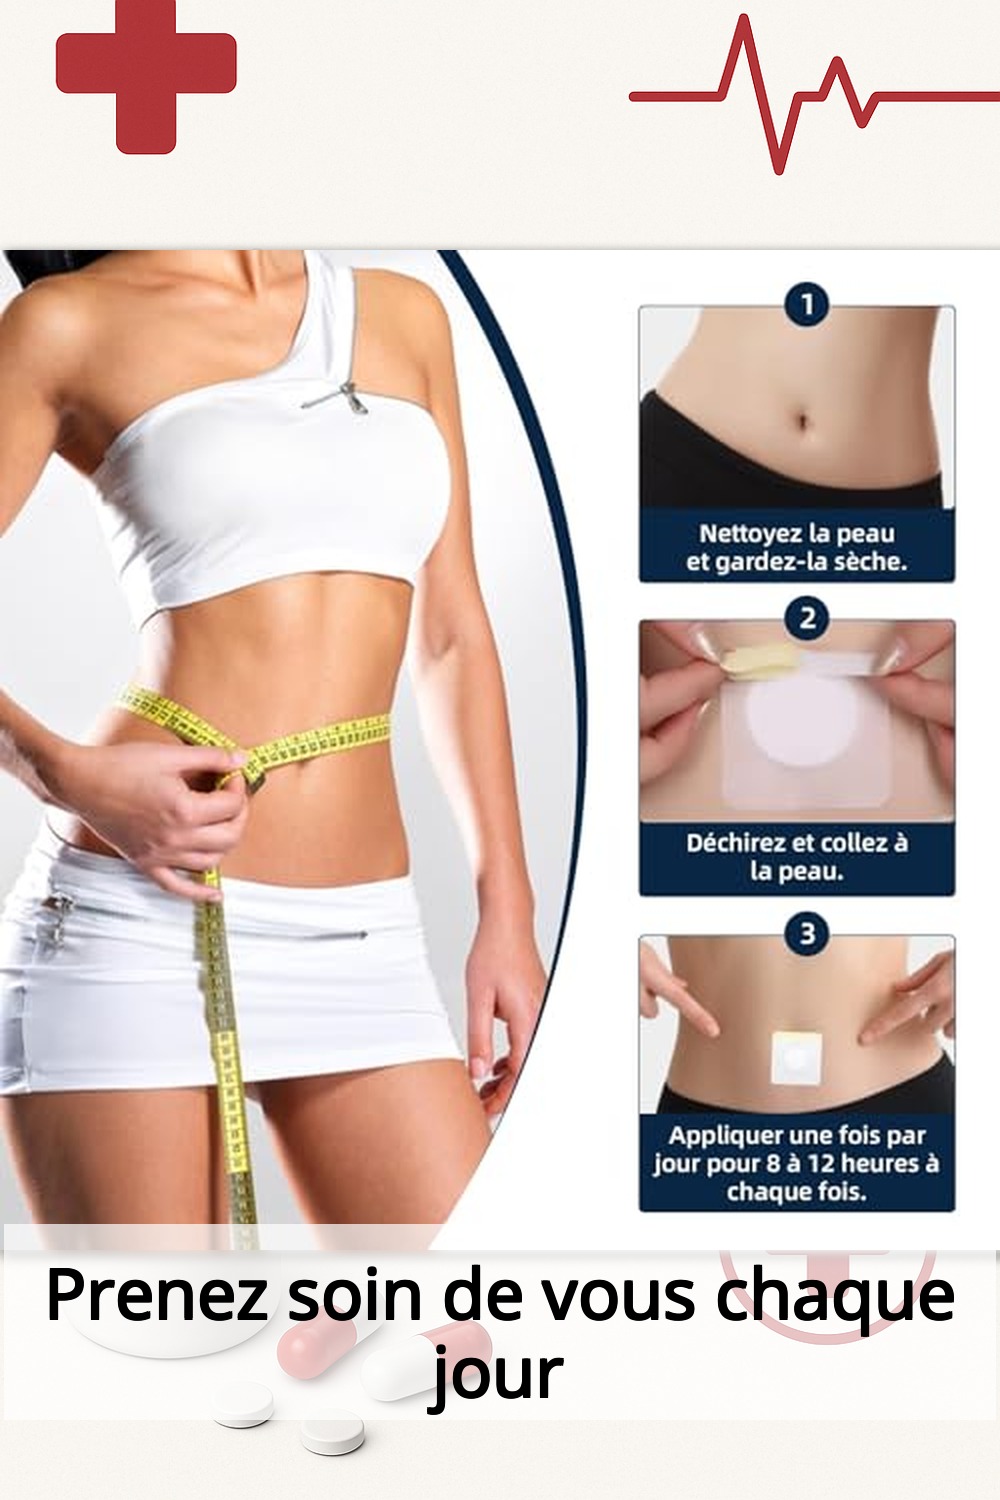 1
Nettoyez la peau
et gardez-la sèche.
2
Déchirez et collez à
la peau.
3
Appliquer une fois par
jour pour 8 à 12 heures à
chaque fois.
Prenez soin de vous chaque
jour